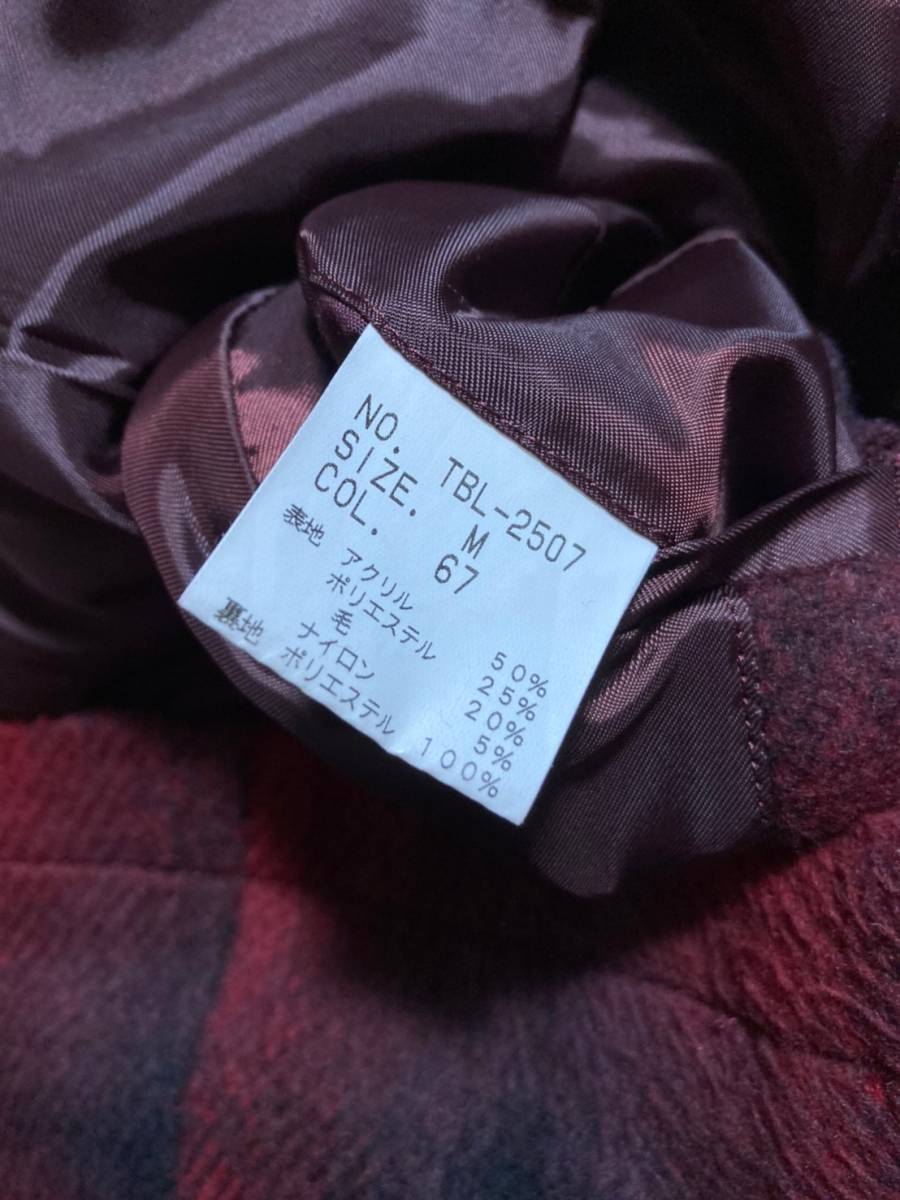 NO. TBL-2507
SIZE. M
COL. 67
表地 アクリル 50%
ポリエステル 25%
毛 20%
ナイロン 5%
裏地 ポリエステル 100%